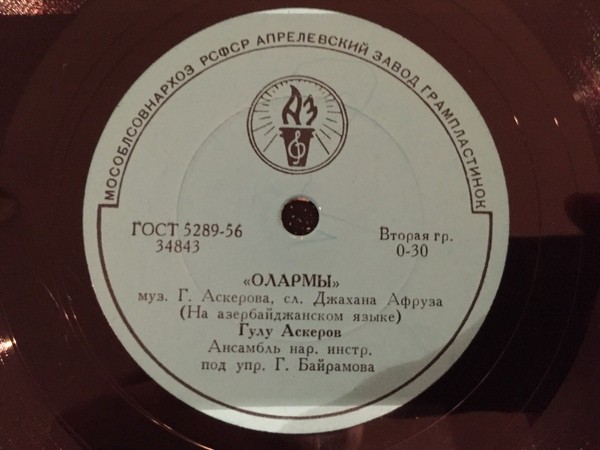 МОСОБЛСОВНАРХОЗ РСФСР АПРЕЛЕВСКИЙ ЗАВОД ГРАМПЛАСТИНОК
АЗ
ГОСТ 5289-56
34843
Вторая гр.
0-30
«ОЛАРМЫ»
муз. Г. Аскерова, сл. Джахана Афруза
(На азербайджанском языке)
Гулу Аскеров
Ансамбль нар. инстр.
под упр. Г. Байрамова